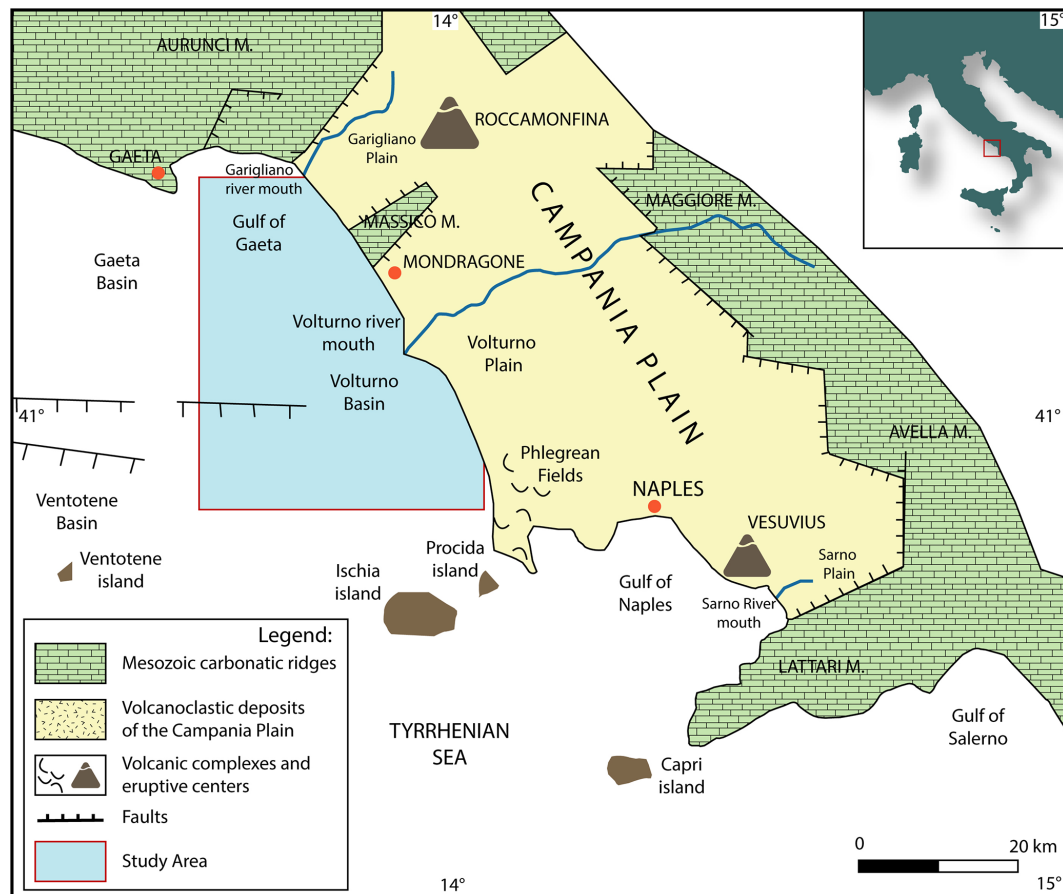 14°
15°
AURUNCI M.
ROCCAMONFINA
Garigliano
Plain
GAETA
Garigliano
river mouth
MAGGIORE M.
Gulf of
Gaeta
MASSICO M.
CAMPANIA PLAIN
Gaeta
Basin
MONDRAGONE
Volturno river
mouth
Volturno
Plain
Volturno
Basin
41°
41°
AVELLA M.
Phlegrean
Fields
NAPLES
Ventotene
Basin
VESUVIUS
Ventotene
island
Procida
island
Ischia
island
Sarno
Plain
Gulf of
Naples
Sarno River
mouth
LATTARI M.
Gulf of
Salerno
TYRRHENIAN
SEA
Capri
island
Legend:
Mesozoic carbonatic ridges
Volcanoclastic deposits
of the Campania Plain
Volcanic complexes and
eruptive centers
Faults
Study Area
0
20 km
14°
15°